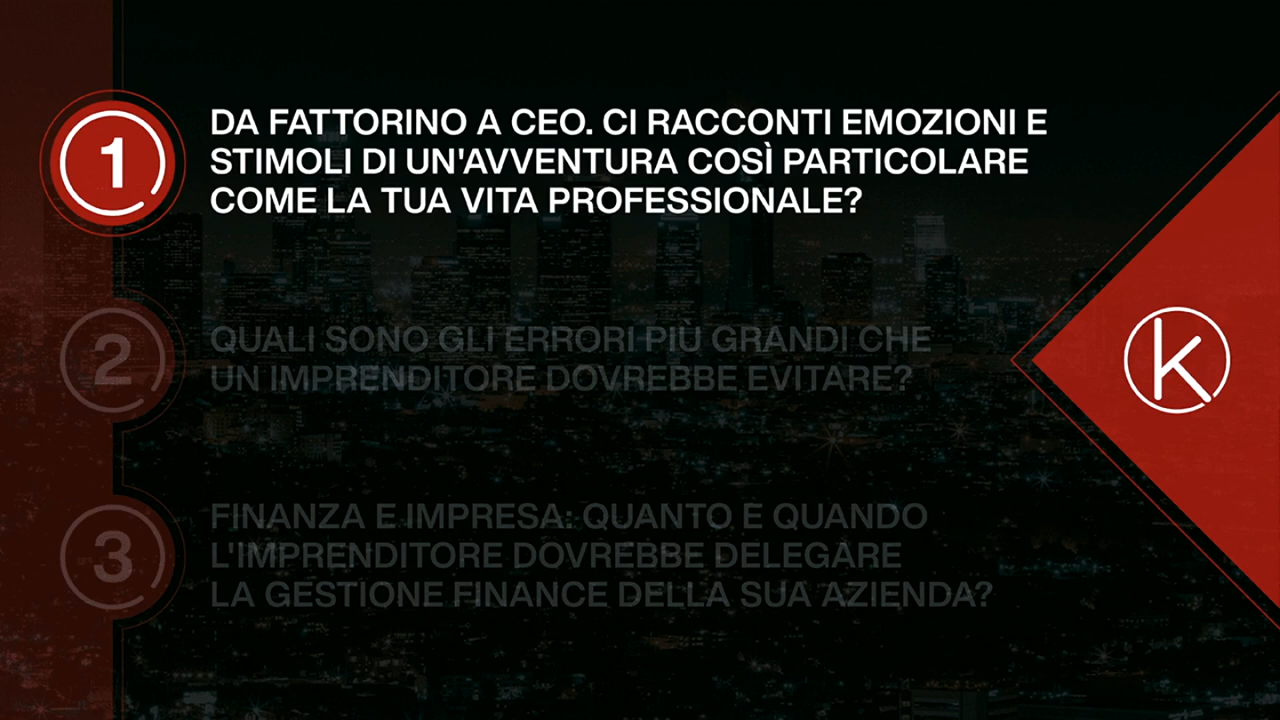 1
DA FATTORINO A CEO. CI RACCONTI EMOZIONI E
STIMOLI DI UN'AVVENTURA COSÌ PARTICOLARE
COME LA TUA VITA PROFESSIONALE?
2
QUALI SONO GLI ERRORI PIÙ GRANDI CHE
UN IMPRENDITORE DOVREBBE EVITARE?
3
FINANZA E IMPRESA: QUANTO E QUANDO
L'IMPRENDITORE DOVREBBE DELEGARE
LA GESTIONE FINANCE DELLA SUA AZIENDA?
K